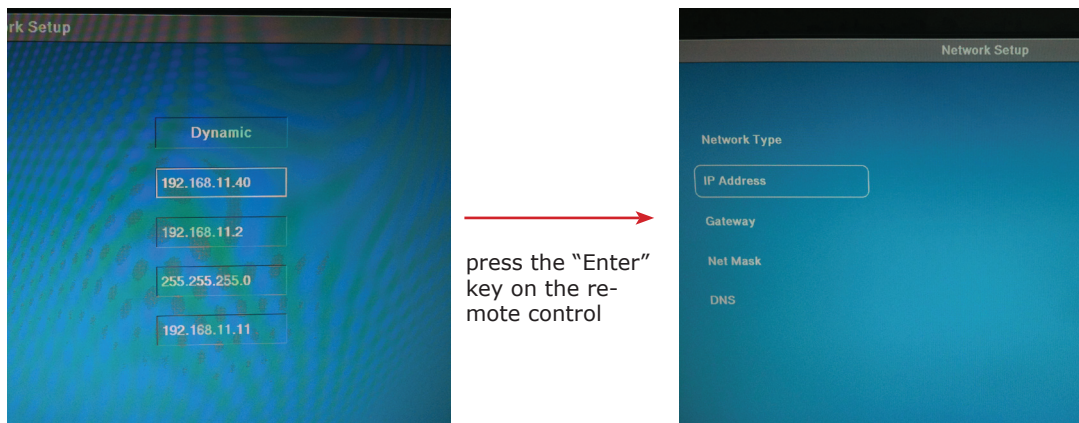 rk Setup
Dynamic
192.168.11.40
192.168.11.2
255.255.255.0
192.168.11.11
press the “Enter”
key on the re-
mote control
Network Setup
Network Type
IP Address
Gateway
Net Mask
DNS